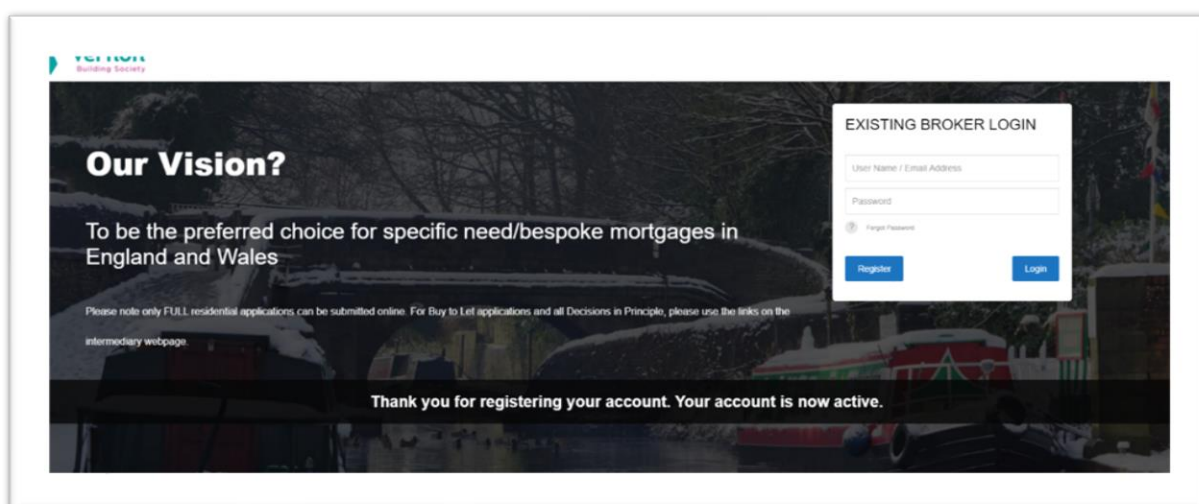 Building Society
Our Vision?
To be the preferred choice for specific need/bespoke mortgages in
England and Wales
Please note only FULL residential applications can be submitted online. For Buy to Let applications and all Decisions in Principle, please use the links on the
intermediary webpage.
EXISTING BROKER LOGIN
User Name / Email Address
Password
? Forgot Password
Register
Login
Thank you for registering your account. Your account is now active.